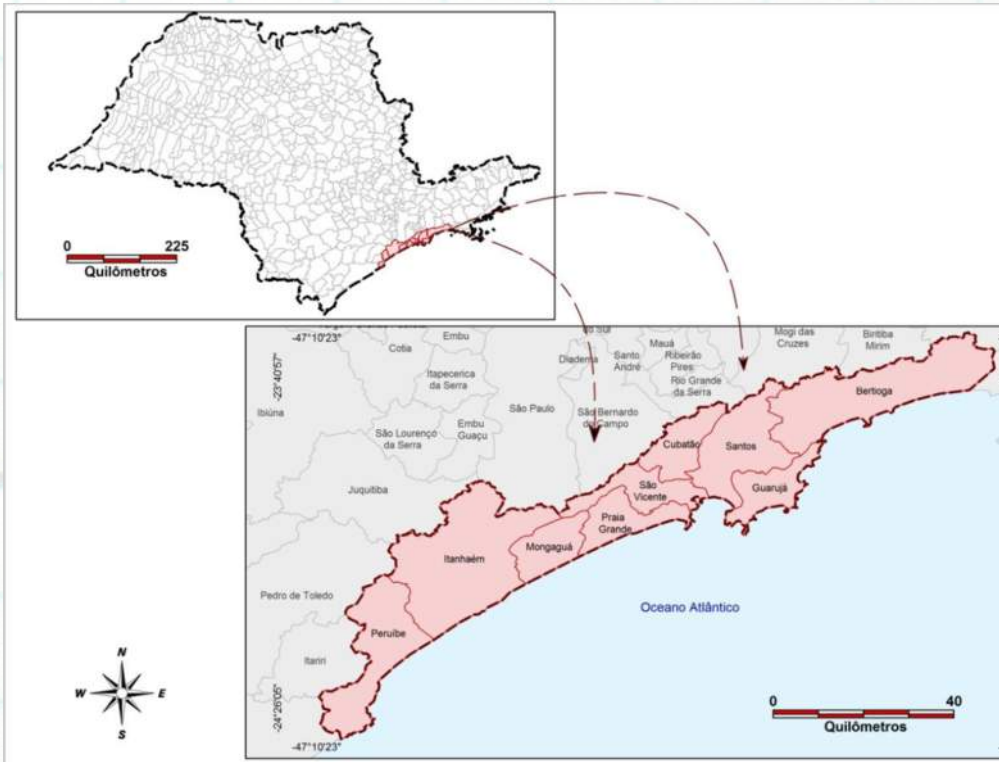 0 225
Quilômetros
-47°10'23"
-23°40'57"
Cotia
Embu
Itapecerica
da Serra
Ibiúna
São Lourenço
da Serra
Embu
Guaçu
São Paulo
Juquitiba
Diadema
do Sul
Santo
André
Mauá
Ribeirão
Pires
Rio Grande
da Serra
Mogi das
Cruzes
Biritiba
Mirim
São Bernardo
do Campo
Bertioga
Cubatão
Santos
Guarujá
São
Vicente
Praia
Grande
Mongaguá
Itanhaém
Peruíbe
Pedro de Toledo
Itariri
Oceano Atlântico
N
W E
S
-24°26'05"
-47°10'23"
0 40
Quilômetros